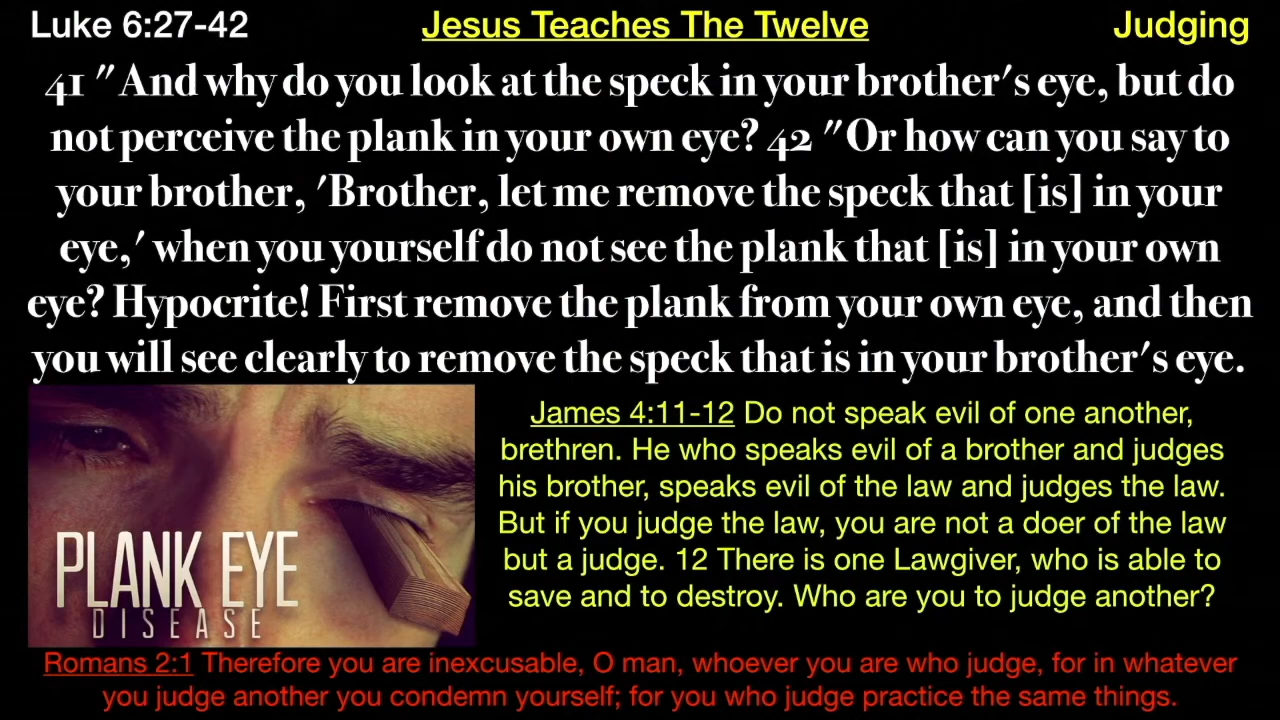 Luke 6:27-42 Jesus Teaches The Twelve Judging
41 "And why do you look at the speck in your brother's eye, but do
not perceive the plank in your own eye? 42 "Or how can you say to
your brother, 'Brother, let me remove the speck that [is] in your
eye,' when you yourself do not see the plank that [is] in your own
eye? Hypocrite! First remove the plank from your own eye, and then
you will see clearly to remove the speck that is in your brother's eye.
PLANK EYE
DISEASE
James 4:11-12 Do not speak evil of one another,
brethren. He who speaks evil of a brother and judges
his brother, speaks evil of the law and judges the law.
But if you judge the law, you are not a doer of the law
but a judge. 12 There is one Lawgiver, who is able to
save and to destroy. Who are you to judge another?
Romans 2:1 Therefore you are inexcusable, O man, whoever you are who judge, for in whatever
you judge another you condemn yourself; for you who judge practice the same things.